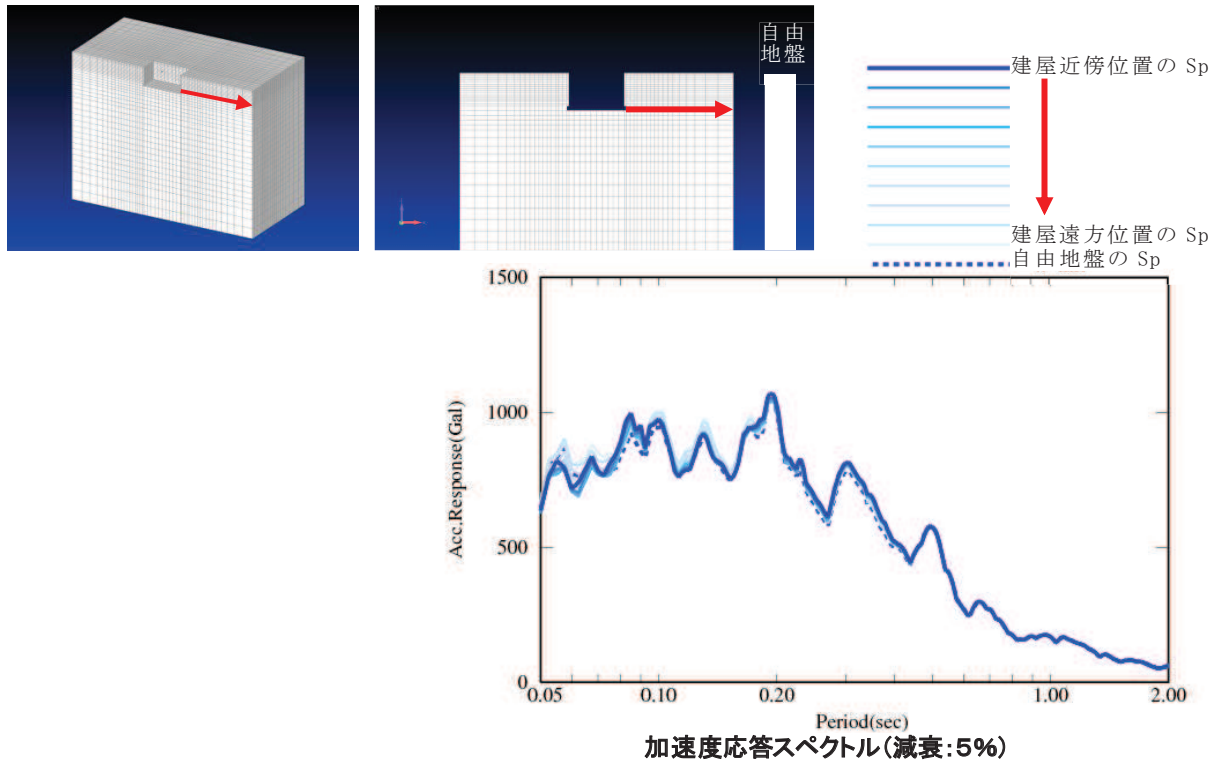 自由
地盤
建屋近傍位置の Sp
建屋遠方位置の Sp
自由地盤の Sp
1500
1000
500
0
Acc.Response(Gal)
0.05
0.10
0.20
1.00
2.00
Period(sec)
加速度応答スペクトル(減衰:5%)